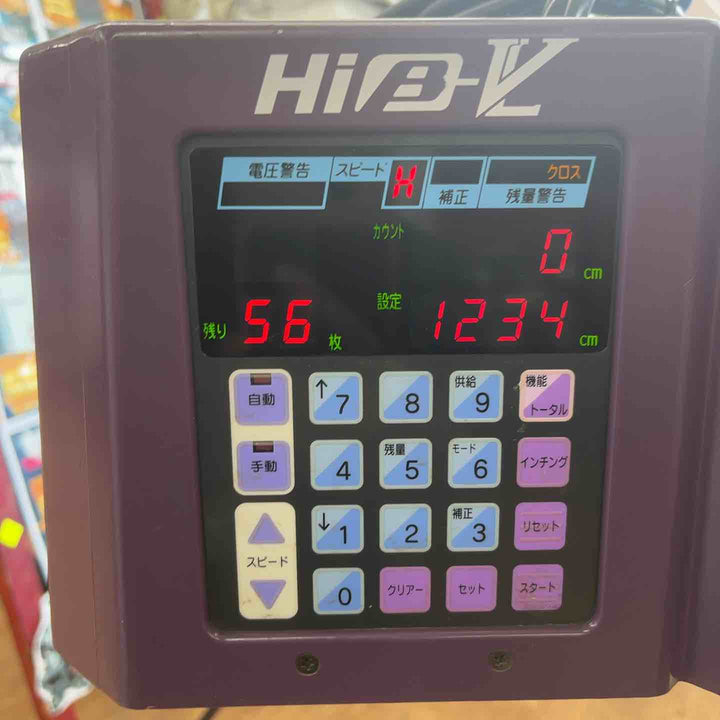 HiB-V
電圧警告 スピード H 補正 クロス 残量警告
カウント 0 cm
残り 56 枚 設定 1234 cm
自動 ↑7 8 供給 9 機能 トータル
手動 4 残量 5 モード 6 インチング
スピード ↓1 2 補正 3 リセット
0 クリアー セット スタート